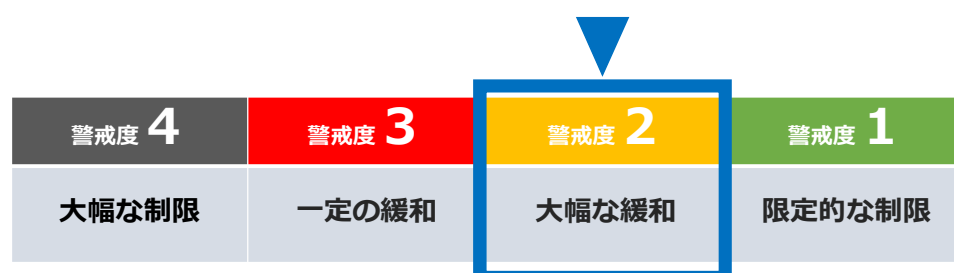 警戒度 4 警戒度 3 警戒度 2 警戒度 1
大幅な制限 一定の緩和 大幅な緩和 限定的な制限